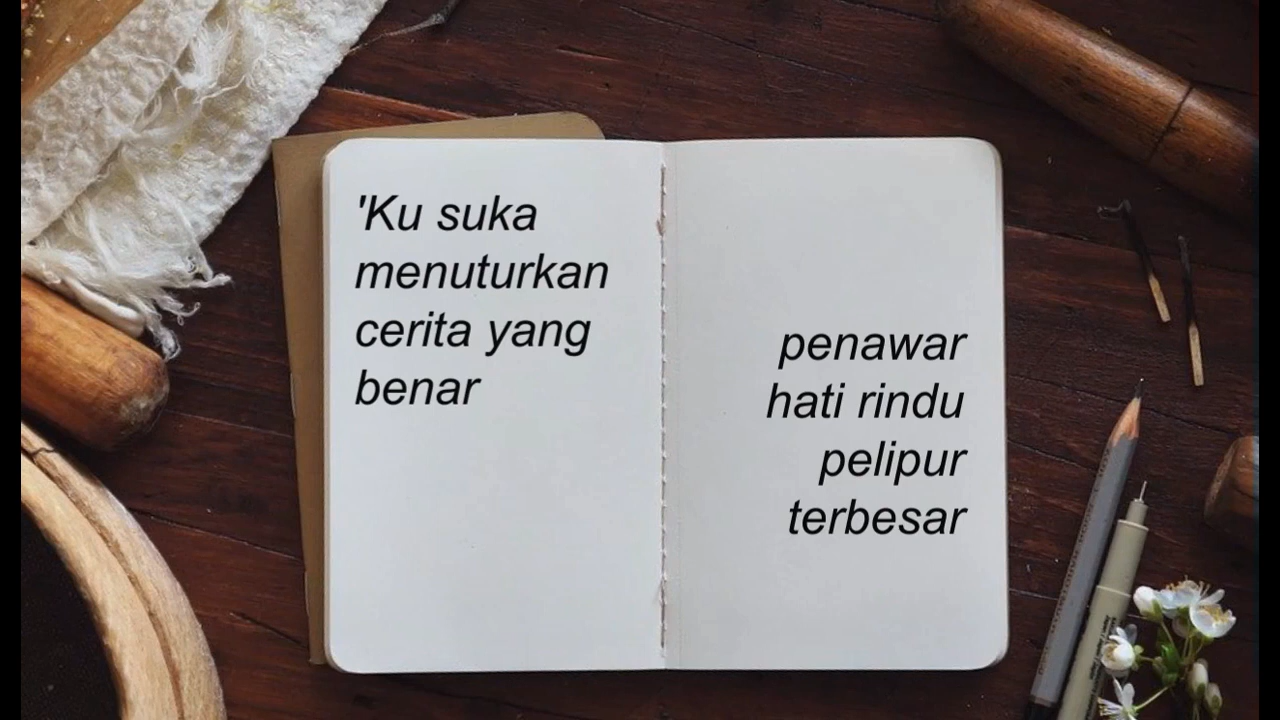 'Ku suka
menuturkan
cerita yang
benar
penawar
hati rindu
pelipur
terbesar